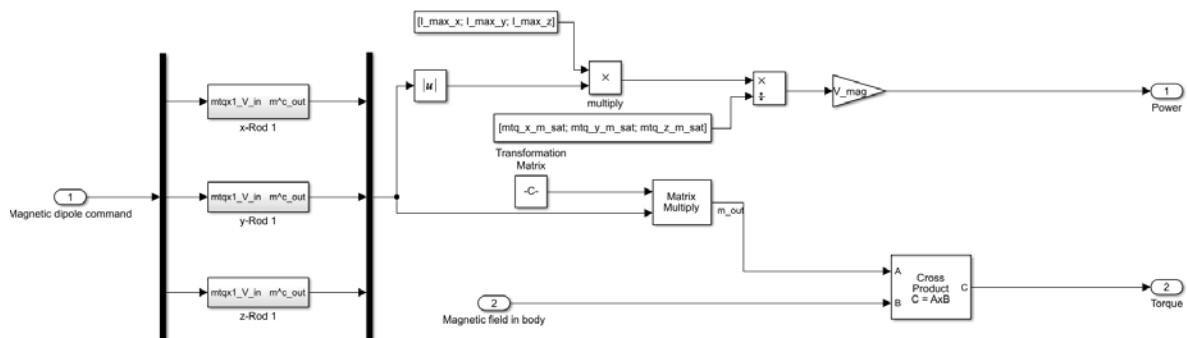 [I_max_x; I_max_y; I_max_z]
|u|
×
multiply
×
÷
V_mag
1
Power
mtqx1_V_in m^c_out
x-Rod 1
[mtq_x_m_sat; mtq_y_m_sat; mtq_z_m_sat]
Transformation
Matrix
-C-
Matrix
Multiply
m_out
1
Magnetic dipole command
mtqx1_V_in m^c_out
y-Rod 1
mtqx1_V_in m^c_out
z-Rod 1
2
Magnetic field in body
A
B
Cross
Product
C = AxB
C
2
Torque